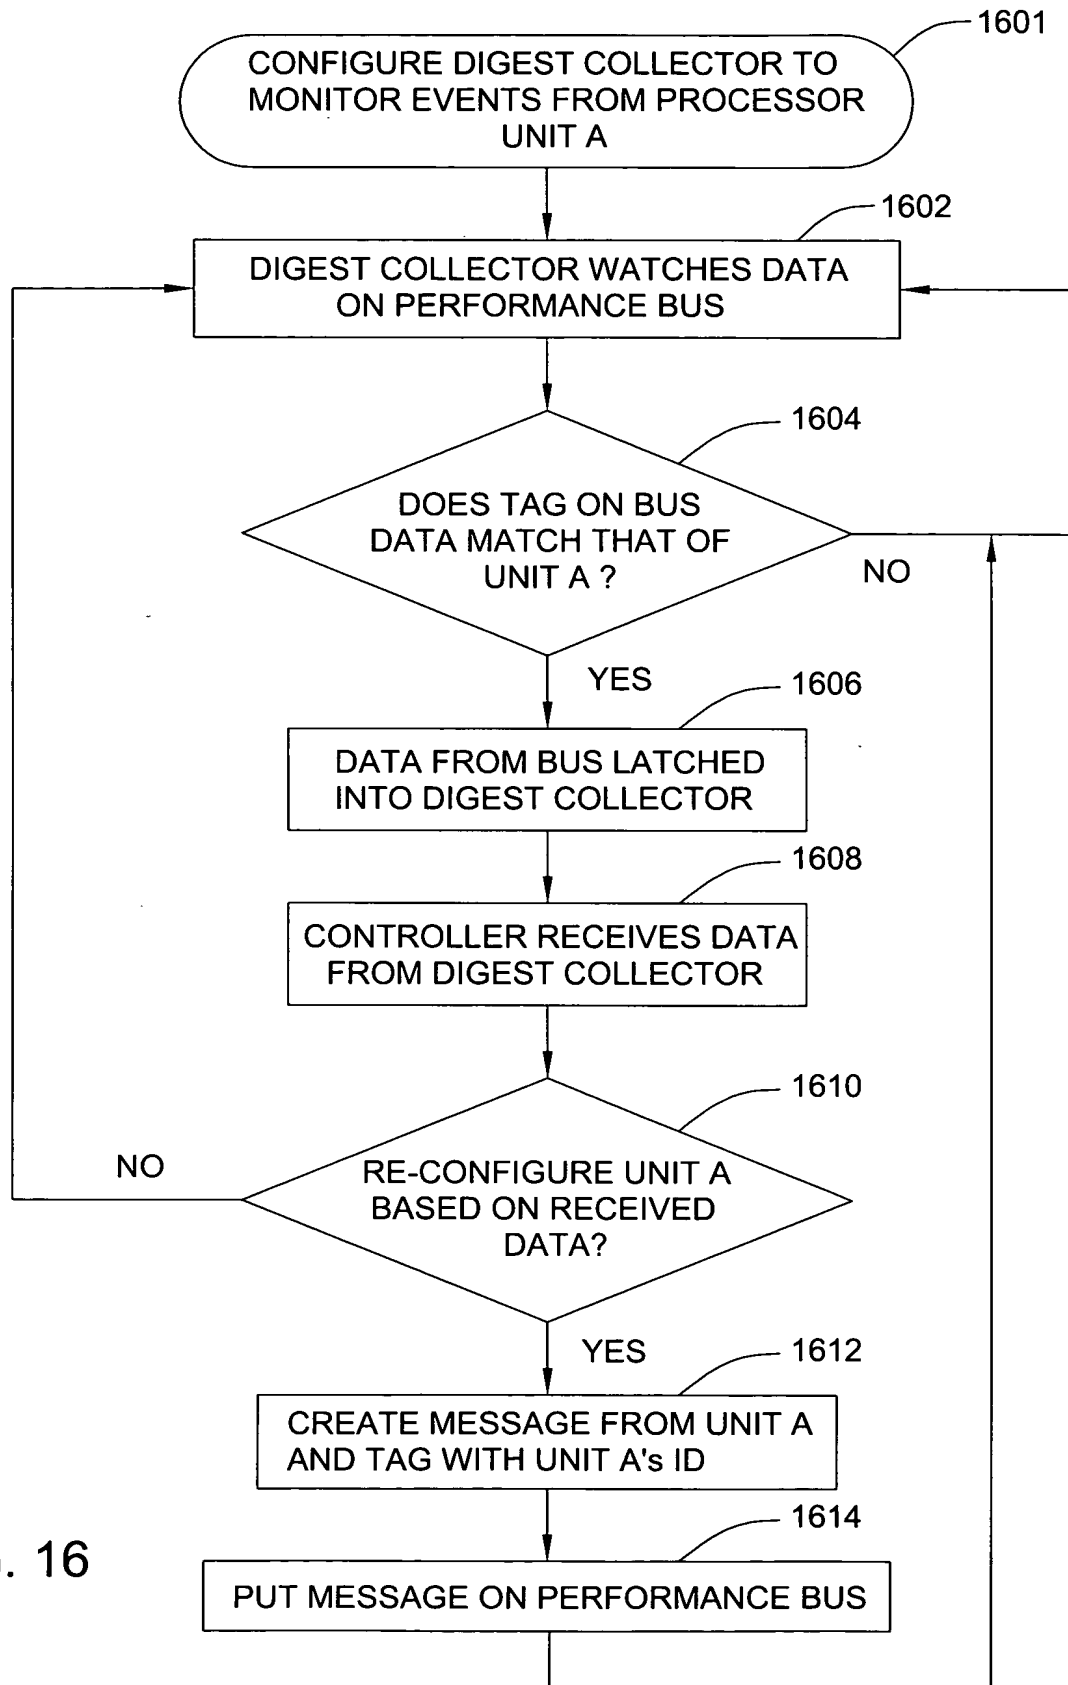 1601
CONFIGURE DIGEST COLLECTOR TO
MONITOR EVENTS FROM PROCESSOR
UNIT A
1602
DIGEST COLLECTOR WATCHES DATA
ON PERFORMANCE BUS
1604
DOES TAG ON BUS
DATA MATCH THAT OF
UNIT A ?
NO
YES
1606
DATA FROM BUS LATCHED
INTO DIGEST COLLECTOR
1608
CONTROLLER RECEIVES DATA
FROM DIGEST COLLECTOR
1610
NO
RE-CONFIGURE UNIT A
BASED ON RECEIVED
DATA?
YES
1612
CREATE MESSAGE FROM UNIT A
AND TAG WITH UNIT A's ID
1614
. 16
PUT MESSAGE ON PERFORMANCE BUS